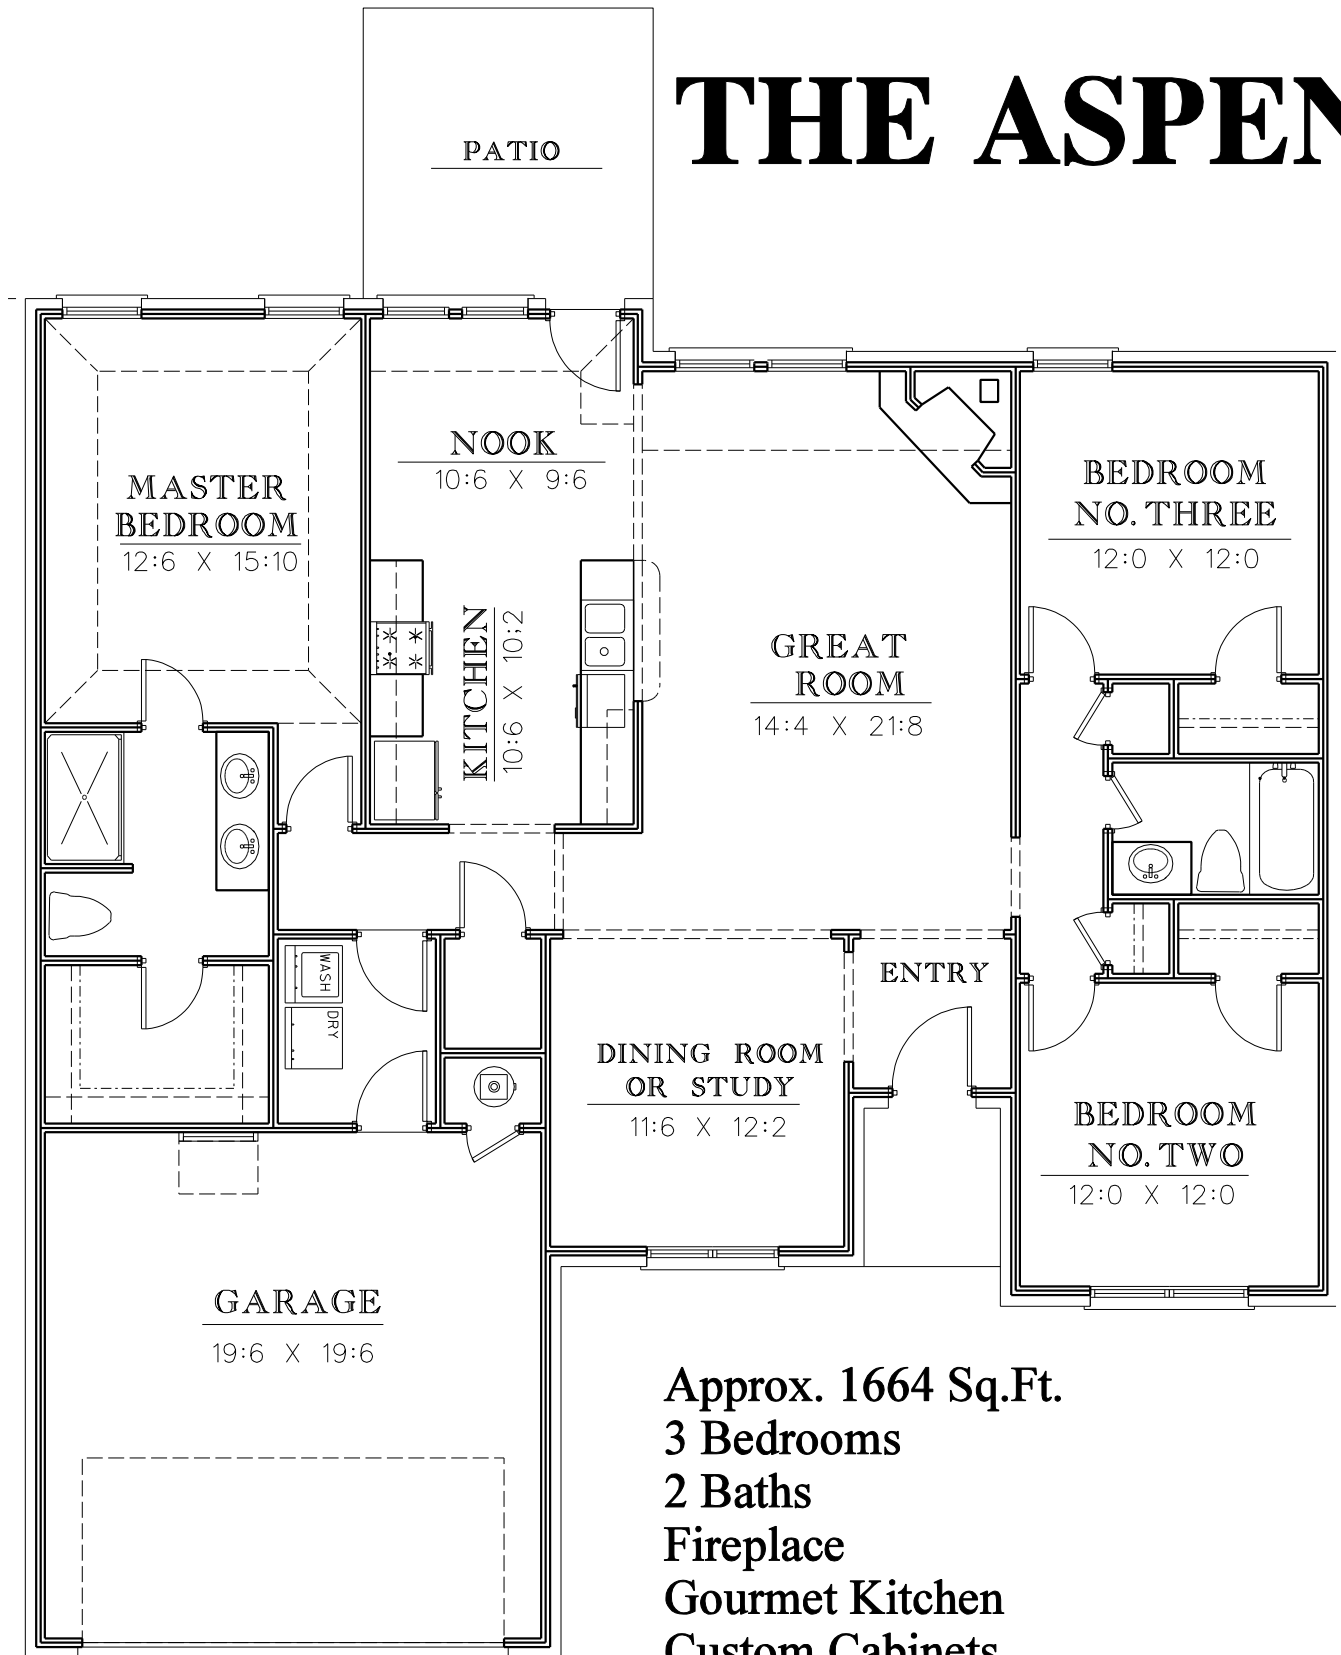 THE ASPEN
PATIO
NOOK
10:6 X 9:6
MASTER
BEDROOM
12:6 X 15:10
BEDROOM
NO. THREE
12:0 X 12:0
KITCHEN
10:6 X 10;2
GREAT
ROOM
14:4 X 21:8
WASH
DRY
ENTRY
DINING ROOM
OR STUDY
11:6 X 12:2
BEDROOM
NO. TWO
12:0 X 12:0
GARAGE
19:6 X 19:6
Approx. 1664 Sq.Ft.
3 Bedrooms
2 Baths
Fireplace
Gourmet Kitchen
Custom Cabinets